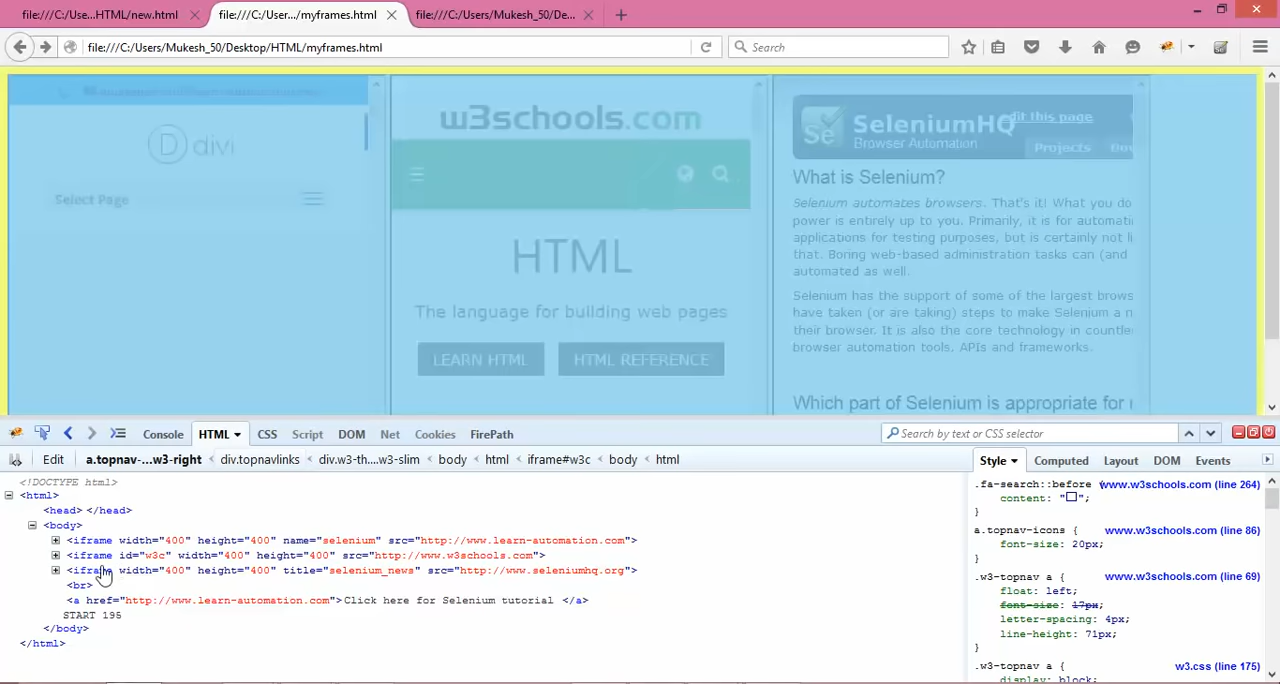 file:///C:/Use...HTML/new.html
file:///C:/User.../myframes.html
file:///C:/Users/Mukesh_50/De...
file:///C:/Users/Mukesh_50/Desktop/HTML/myframes.html
Search
D divi
Select Page
w3schools.com
HTML
The language for building web pages
LEARN HTML
HTML REFERENCE
Se
SeleniumHQ
Browser Automation
edit this page
Projects
What is Selenium?
Selenium automates browsers. That's it! What you do
power is entirely up to you. Primarily, it is for automati
applications for testing purposes, but is certainly not li
that. Boring web-based administration tasks can (and
automated as well.
Selenium has the support of some of the largest brows
have taken (or are taking) steps to make Selenium a n
their browser. It is also the core technology in countle
browser automation tools, APIs and frameworks.
Which part of Selenium is appropriate for
Console
HTML
CSS
Script
DOM
Net
Cookies
FirePath
Search by text or CSS selector
Edit
a.topnav-...w3-right < div.topnavlinks < div.w3-th....w3-slim < body < html < iframe#w3c < body < html
Style
Computed
Layout
DOM
Events
<!DOCTYPE html>
<html>
<head> </head>
<body>
<iframe width="400" height="400" name="selenium" src="http://www.learn-automation.com">
<iframe id="w3c" width="400" height="400" src="http://www.w3schools.com">
<iframe width="400" height="400" title="selenium_news" src="http://www.seleniumhq.org">
<br>
<a href="http://www.learn-automation.com">Click here for Selenium tutorial </a>
START 195
</body>
</html>
.fa-search::before { www.w3schools.com (line 264)
content: "";
}
a.topnav-icons { www.w3schools.com (line 86)
font-size: 20px;
}
.w3-topnav a { www.w3schools.com (line 69)
float: left;
font-size: 17px;
letter-spacing: 4px;
line-height: 71px;
}
.w3-topnav a { w3.css (line 175)
display: block;